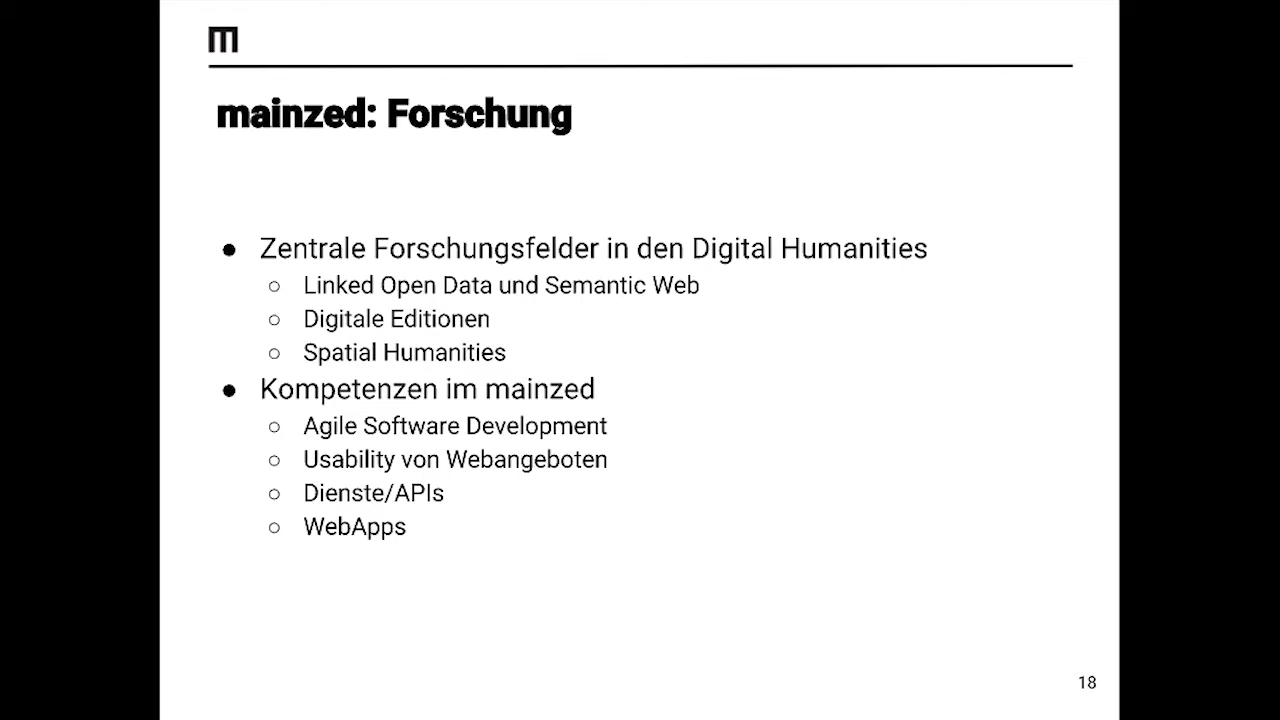 m
mainzed: Forschung
● Zentrale Forschungsfelder in den Digital Humanities
○ Linked Open Data und Semantic Web
○ Digitale Editionen
○ Spatial Humanities
● Kompetenzen im mainzed
○ Agile Software Development
○ Usability von Webangeboten
○ Dienste/APIs
○ WebApps
18